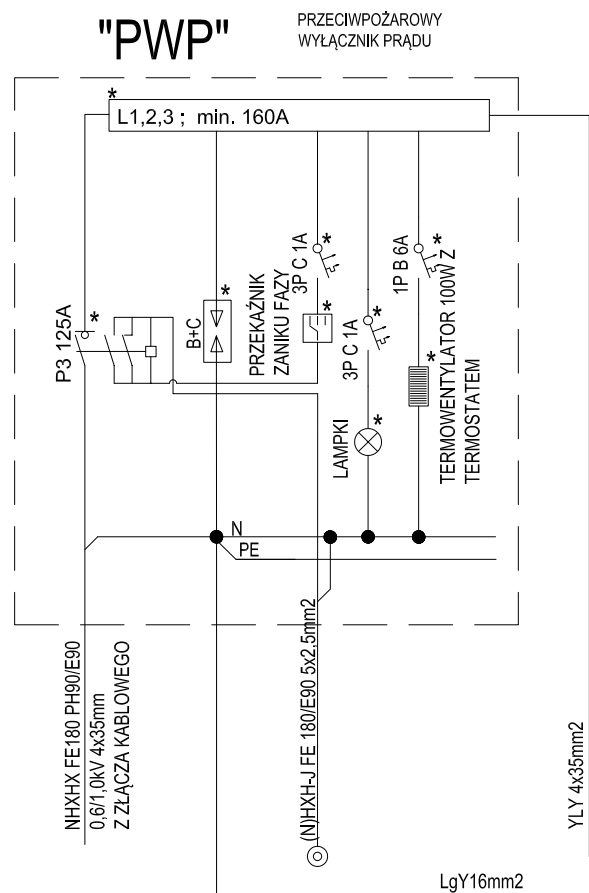 "PWP"
PRZECIWPOŻAROWY
WYŁĄCZNIK PRĄDU
*
L1,2,3 ; min. 160A
P3 125A
*
B+C
*
PRZEKAŹNIK
ZANIKU FAZY
3P C 1A
*
*
3P C 1A
*
LAMPKI
*
1P B 6A
*
*
TERMOWENTYLATOR 100W Z
TERMOSTATEM
N
PE
NHXHX FE180 PH90/E90
0,6/1,0kV 4x35mm
Z ZŁĄCZA KABLOWEGO
(N)HXH-J FE 180/E90 5x2,5mm2
YLY 4x35mm2
LgY16mm2